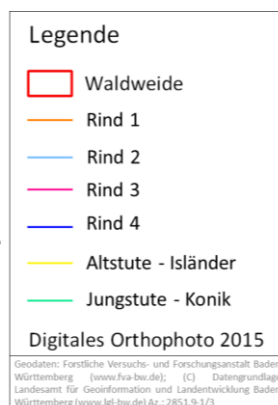 Legende
Waldweide
Rind 1
Rind 2
Rind 3
Rind 4
Altstute - Isländer
Jungstute - Konik
Digitales Orthophoto 2015
Geodaten: Forstliche Versuchs- und Forschungsanstalt Baden
Württemberg (www.fva-bw.de); (C) Datengrundlage
Landesamt für Geoinformation und Landentwicklung Baden
Württemberg (www.lgl-bw.de) Az.: 2851.9-1/3